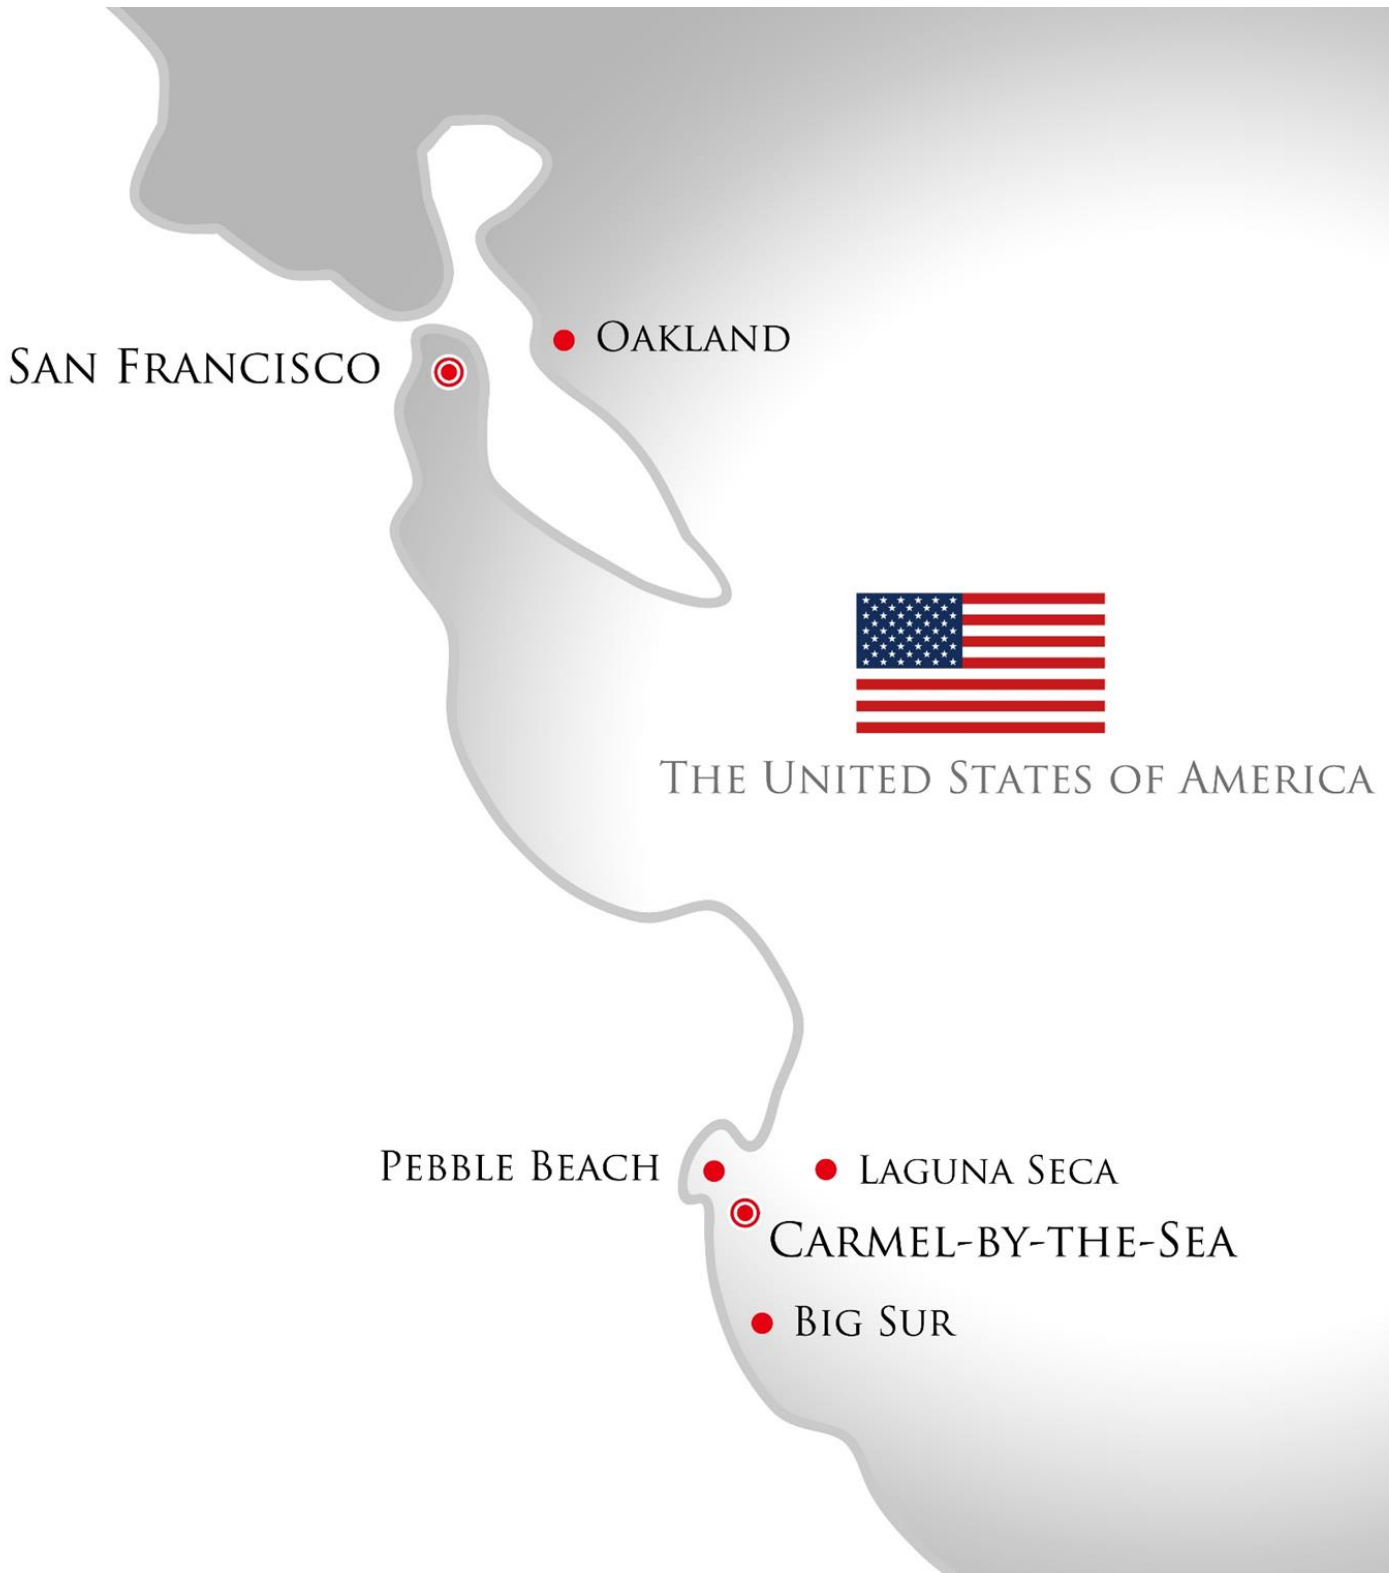 Oakland
San Francisco
The United States of America
Pebble Beach
Laguna Seca
Carmel-by-the-Sea
Big Sur